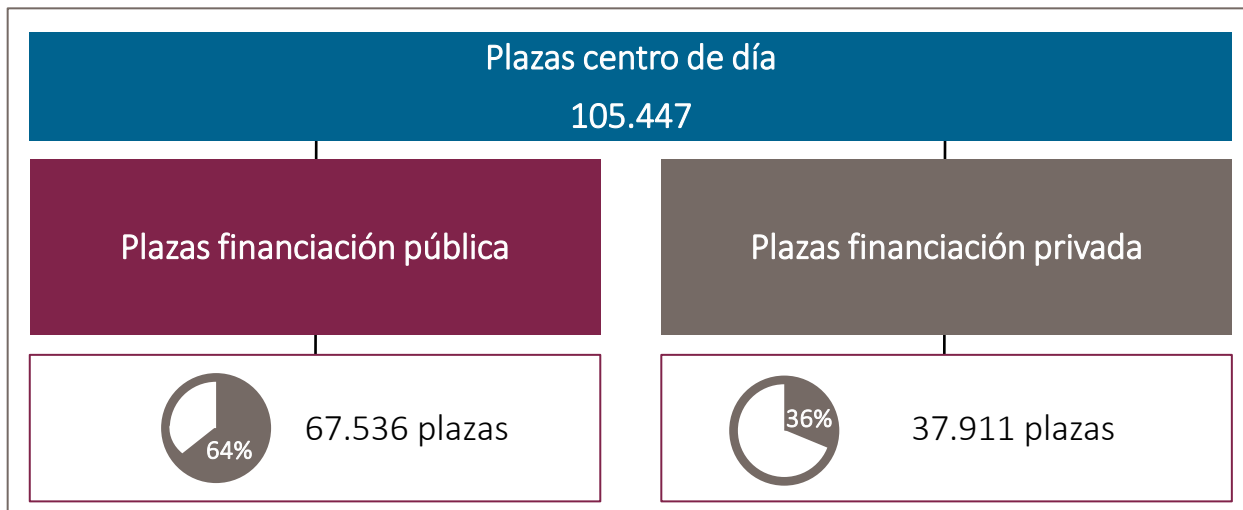 Plazas centro de día
105.447
Plazas financiación pública
Plazas financiación privada
64%
67.536 plazas
36%
37.911 plazas